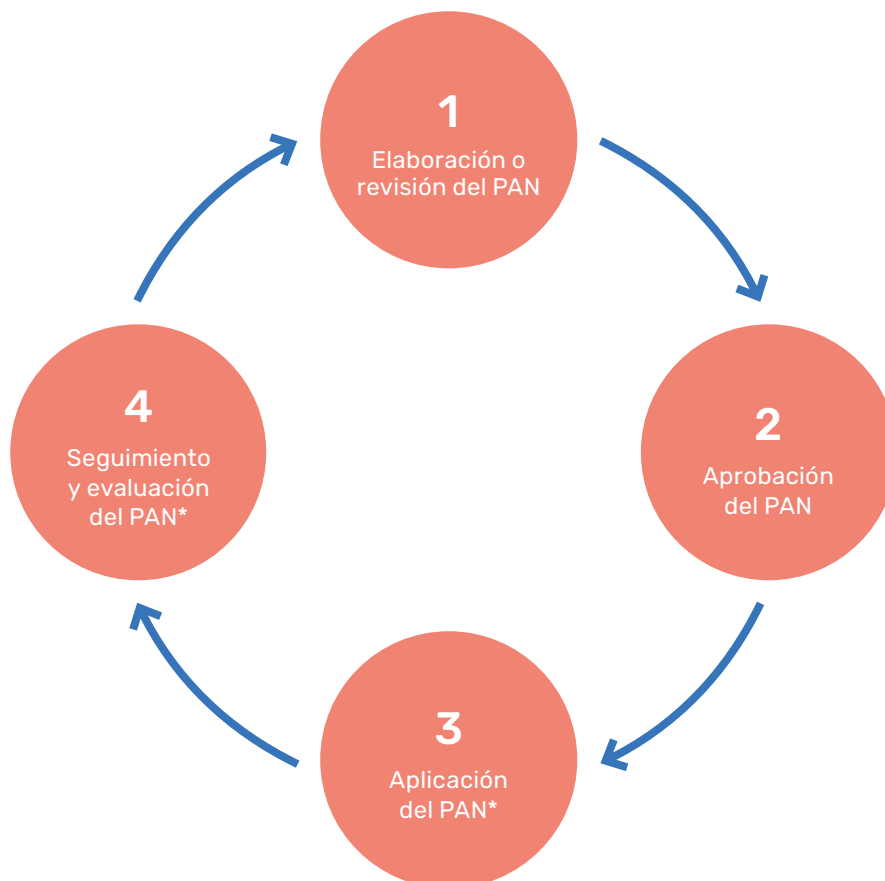 1
Elaboración o
revisión del PAN
2
Aprobación
del PAN
3
Aplicación
del PAN*
4
Seguimiento
y evaluación
del PAN*